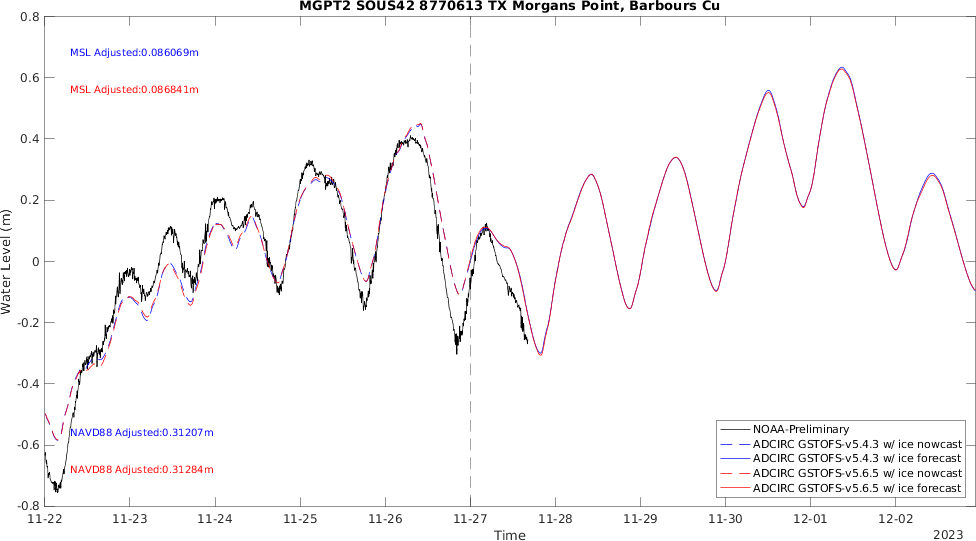 MGPT2 SOUS42 8770613 TX Morgans Point, Barbours Cu
MSL Adjusted:0.086069m
MSL Adjusted:0.086841m
NAVD88 Adjusted:0.31207m
NAVD88 Adjusted:0.31284m
Water Level (m)
0.8
0.6
0.4
0.2
0
-0.2
-0.4
-0.6
-0.8
NOAA-Preliminary
ADCIRC GSTOFS-v5.4.3 w/ ice nowcast
ADCIRC GSTOFS-v5.4.3 w/ ice forecast
ADCIRC GSTOFS-v5.6.5 w/ ice nowcast
ADCIRC GSTOFS-v5.6.5 w/ ice forecast
11-22 11-23 11-24 11-25 11-26 11-27 11-28 11-29 11-30 12-01 12-02
Time
2023